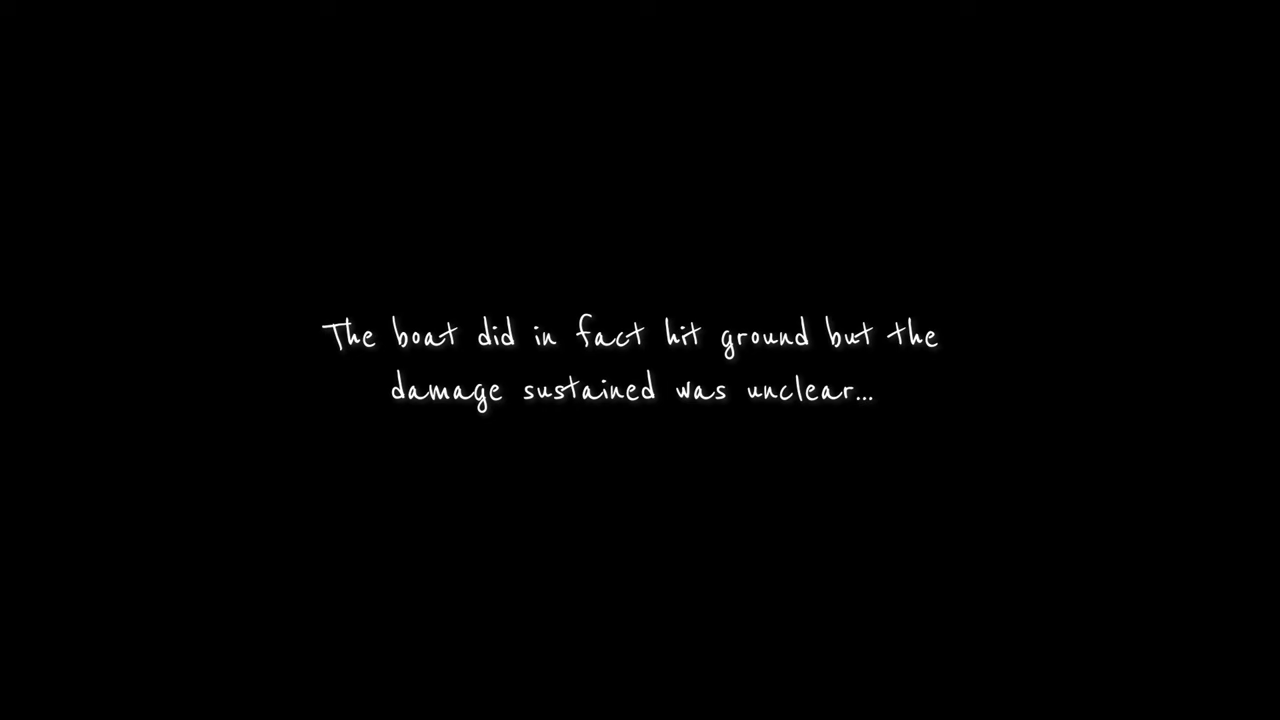 The boat did in fact hit ground but the
damage sustained was unclear...